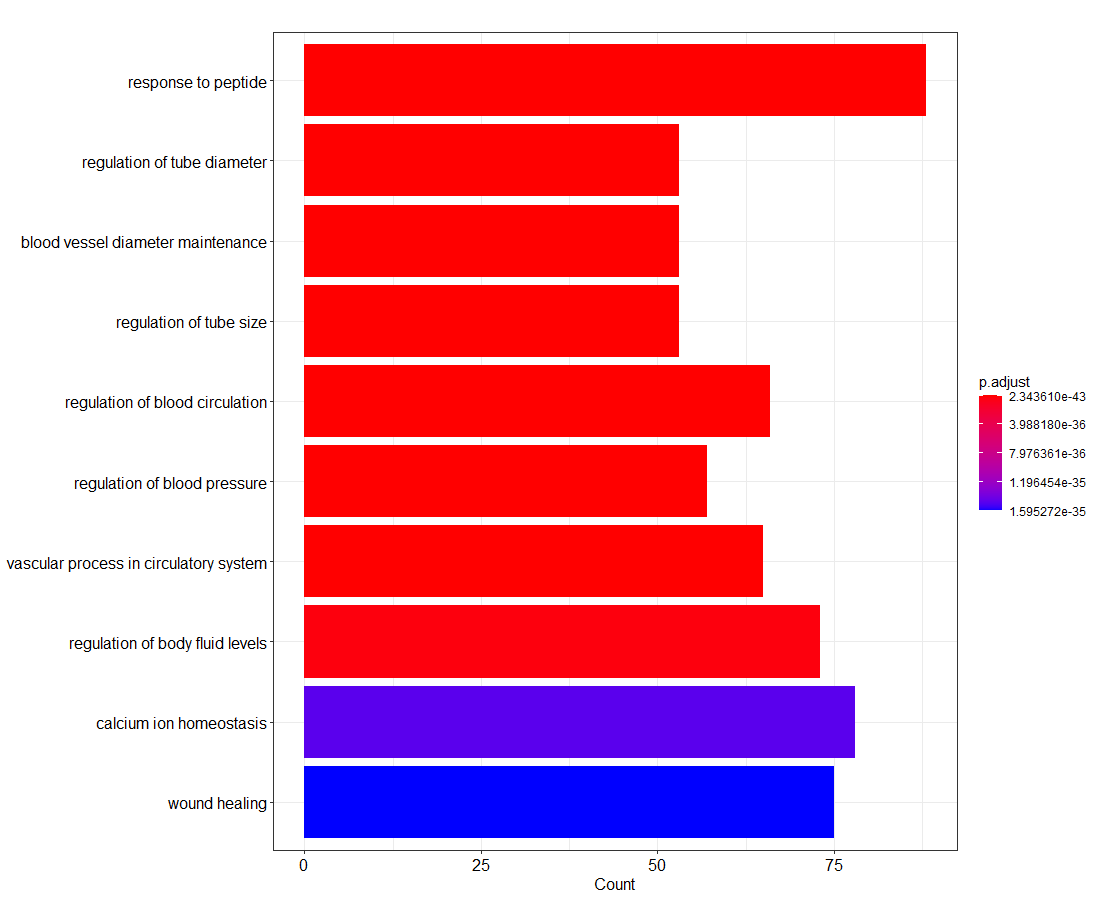 response to peptide
regulation of tube diameter
blood vessel diameter maintenance
regulation of tube size
regulation of blood circulation
regulation of blood pressure
vascular process in circulatory system
regulation of body fluid levels
calcium ion homeostasis
wound healing
0 25 50 75
Count
p.adjust
2.343610e-43
3.988180e-36
7.976361e-36
1.196454e-35
1.595272e-35